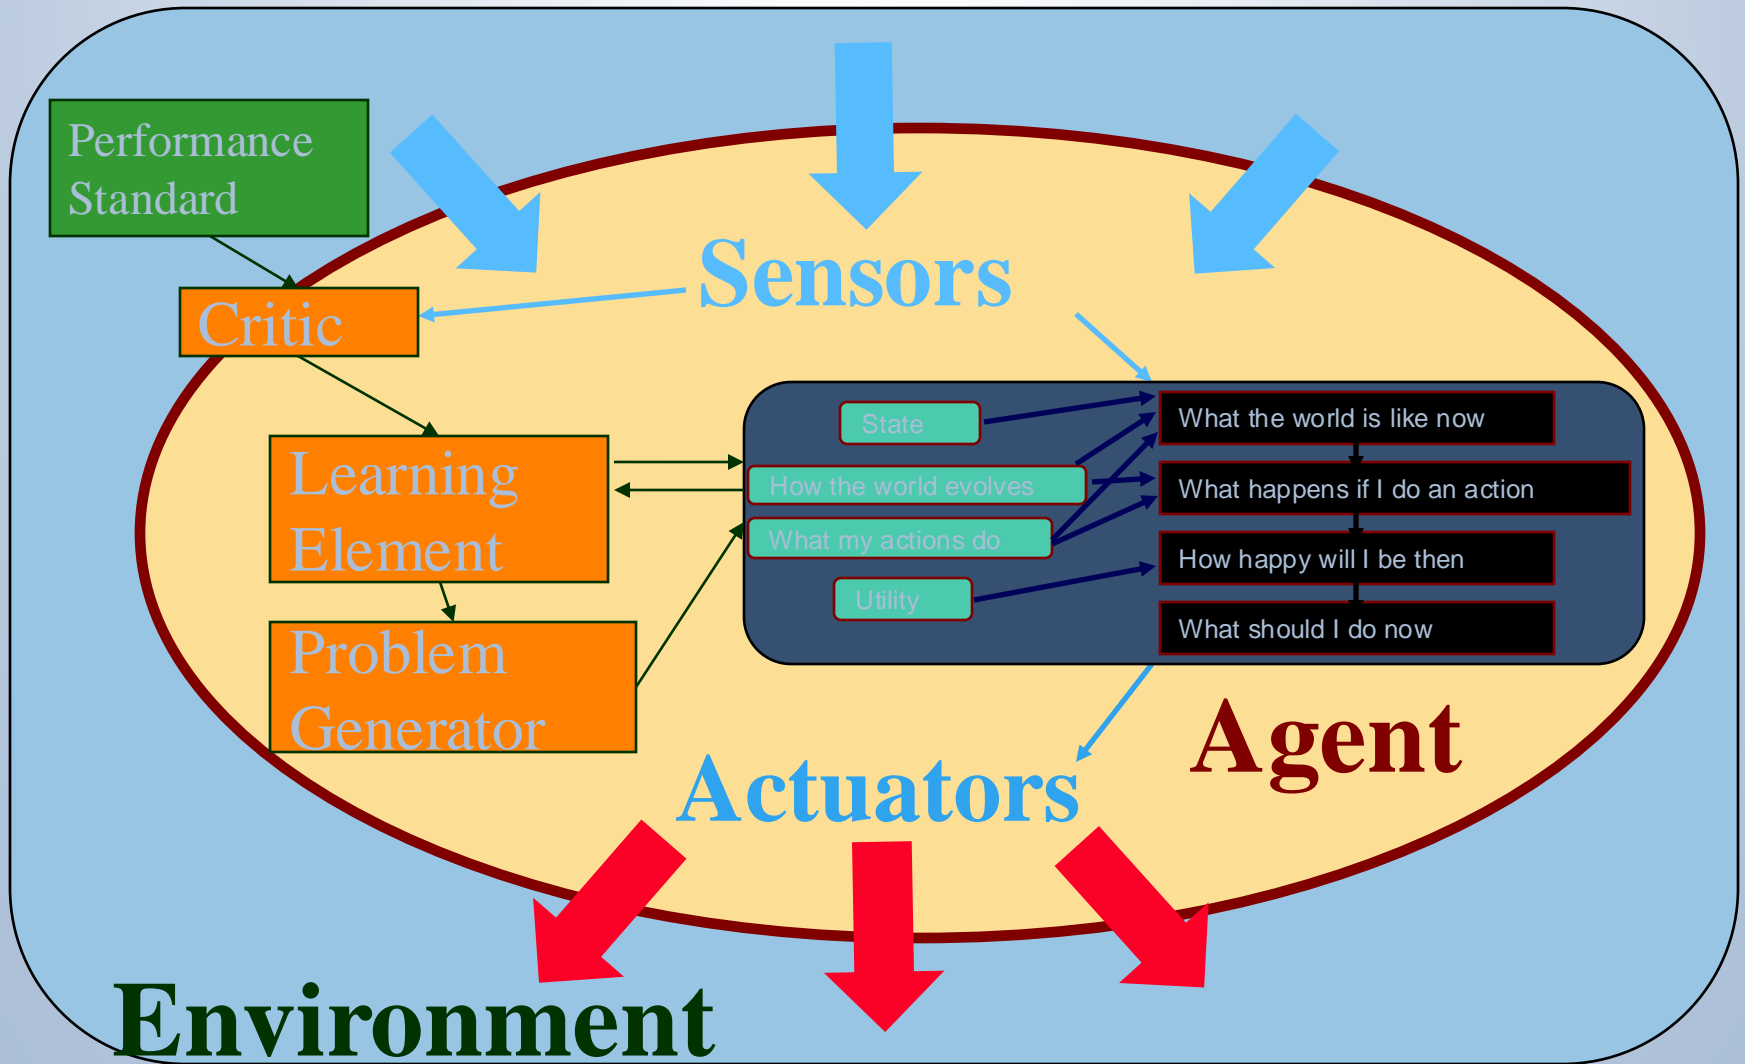 Performance
Standard
Sensors
Critic
State
What the world is like now
Learning
Element
How the world evolves
What happens if I do an action
What my actions do
How happy will I be then
Utility
What should I do now
Problem
Generator
Agent
Actuators
Environment